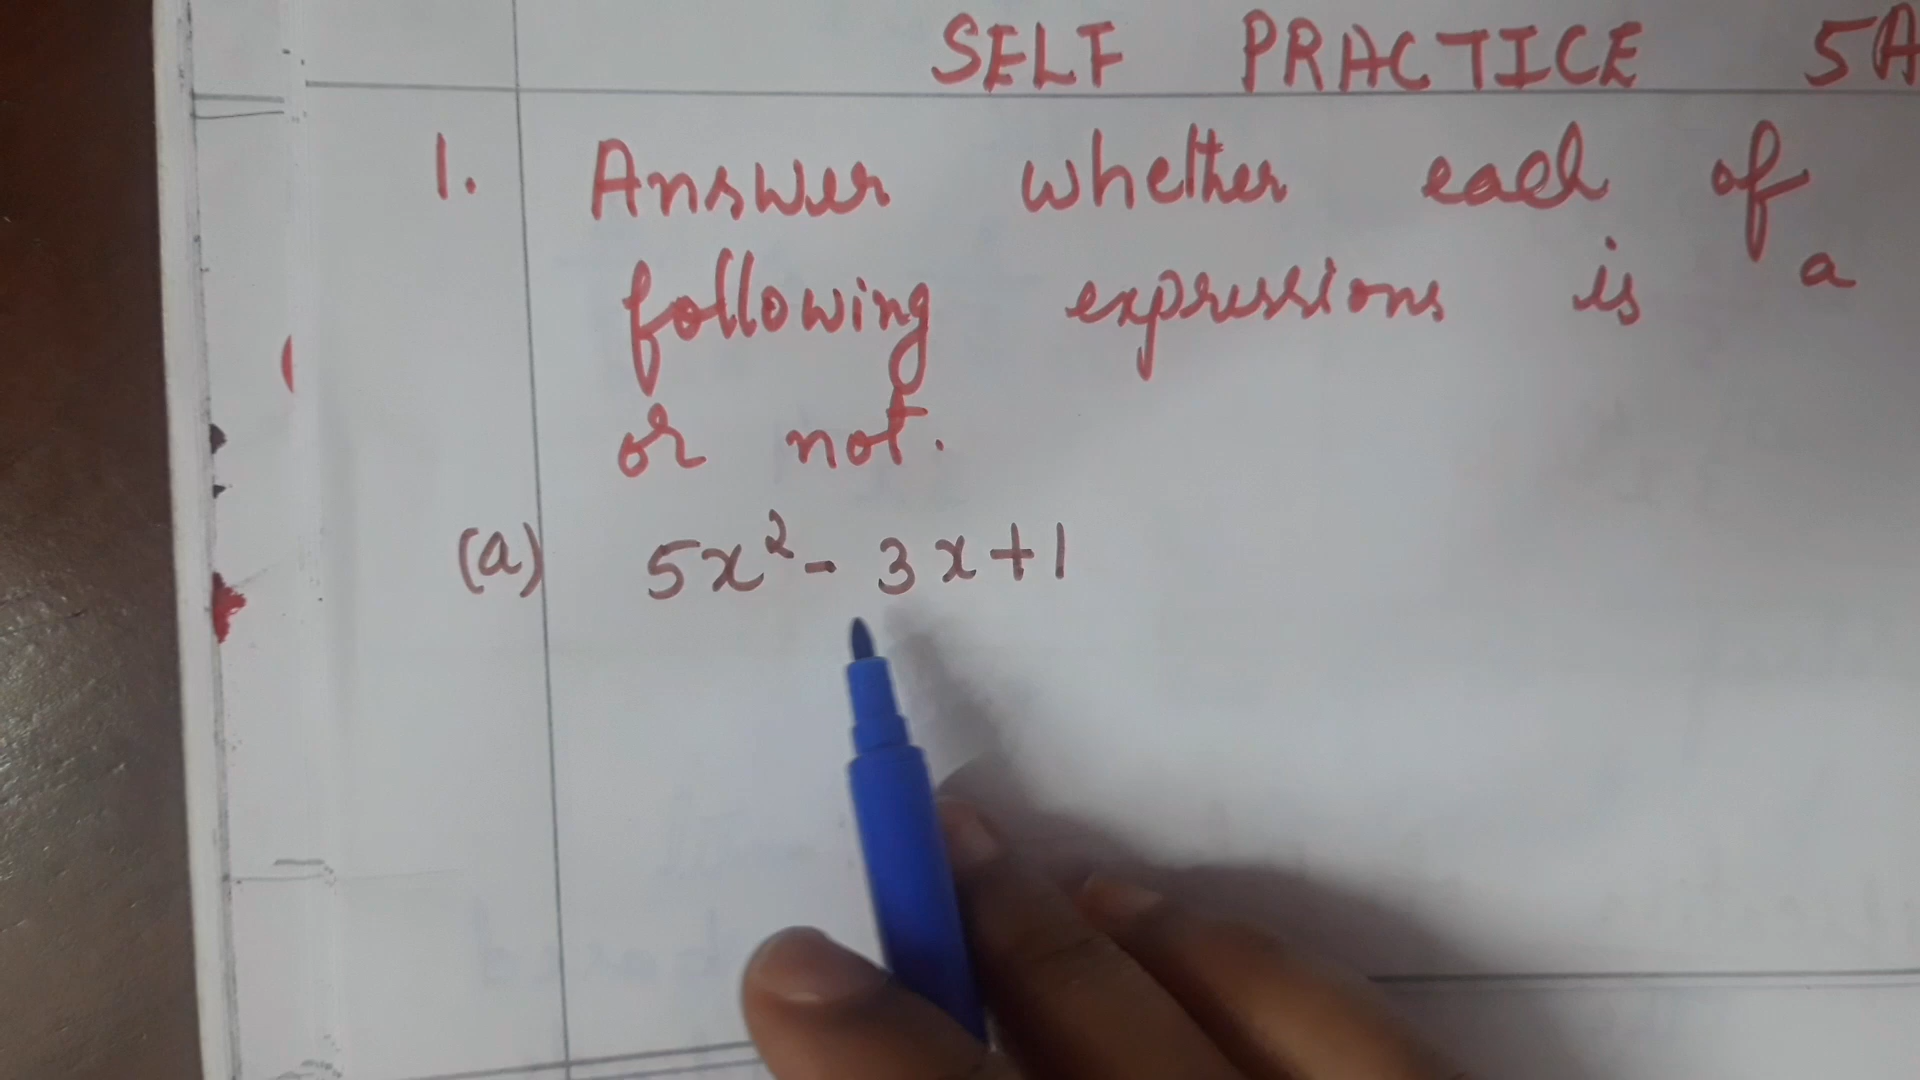 SELF PRACTICE 5A
1. Answer whether each of
following expressions is a
or not.
(a) 5x² - 3x+1